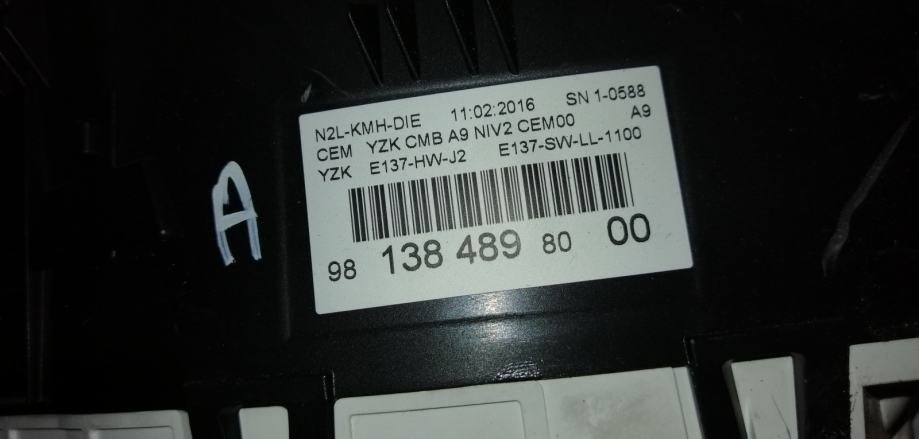 N2L-KMH-DIE 11:02:2016 SN 1-0588
CEM YZK CMB A9 NIV2 CEM00 A9
YZK E137-HW-J2 E137-SW-LL-1100
98 138 489 80 00
A